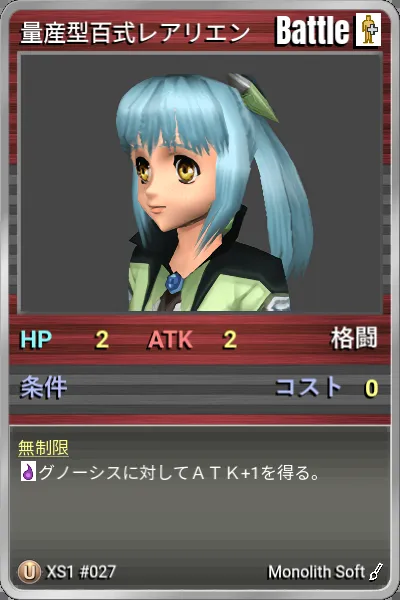 量産型百式レアリエン Battle
HP 2 ATK 2 格闘
条件 コスト 0
無制限
グノーシスに対してＡＴＫ+1を得る。
U XS1 #027 Monolith Soft